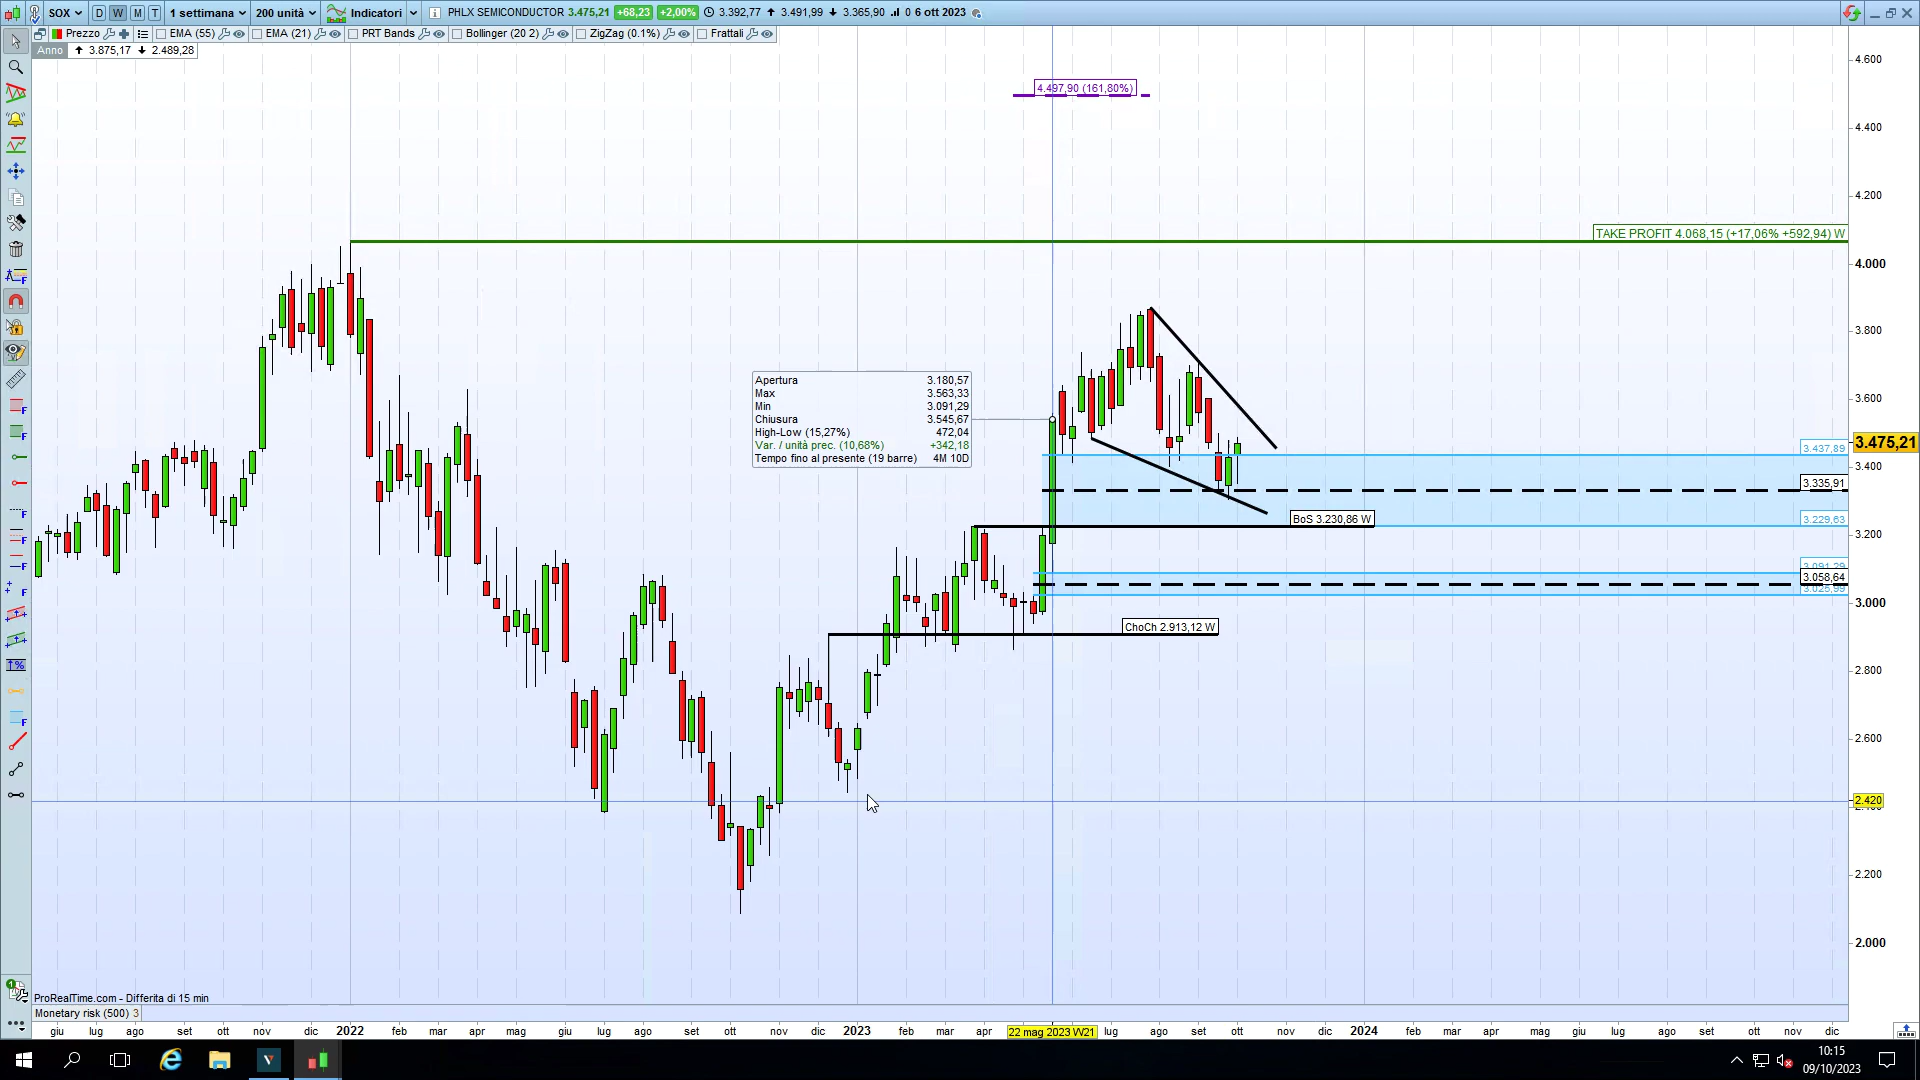 SOX D W M T 1 settimana 200 unità Indicatori PHLX SEMICONDUCTOR 3.475,21 +68,23 +2,00% 3.392,77 3.491,99 3.365,90 0 6 ott 2023
Prezzo EMA (55) EMA (21) PRT Bands Bollinger (20 2) ZigZag (0.1%) Frattali
Anno 3.875,17 2.489,28
4.600
4.497,90 (161,80%)
4.400
4.200
TAKE PROFIT 4.068,15 (+17,06% +592,94) W
4.000
3.800
Apertura 3.180,57
Max 3.563,33
Min 3.091,29
Chiusura 3.545,67
High-Low (15,27%) 472,04
Var. / unità prec. (10,68%) +342,18
Tempo fino al presente (19 barre) 4M 10D
3.600
3.475,21
3.437,89
3.400
3.335,91
BoS 3.230,86 W
3.229,63
3.200
3.091,29
3.058,64
3.025,99
3.000
ChoCh 2.913,12 W
2.800
2.600
2.420
2.200
2.000
ProRealTime.com - Differita di 15 min
Monetary risk (500) 3
giu lug ago set ott nov dic 2022 feb mar apr mag giu lug ago set ott nov dic 2023 feb mar apr 22 mag 2023 W21 lug ago set ott nov dic 2024 feb mar apr mag giu lug ago set ott nov dic
10:15
09/10/2023